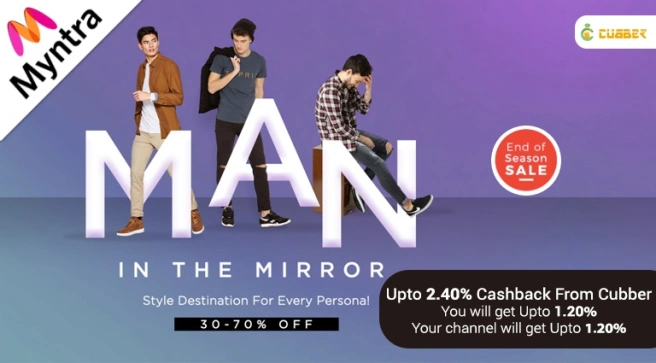 Myntra
CUBBER
MAN
IN THE MIRROR
Style Destination For Every Persona!
30-70% OFF
End of
Season
SALE
Upto 2.40% Cashback From Cubber
You will get Upto 1.20%
Your channel will get Upto 1.20%